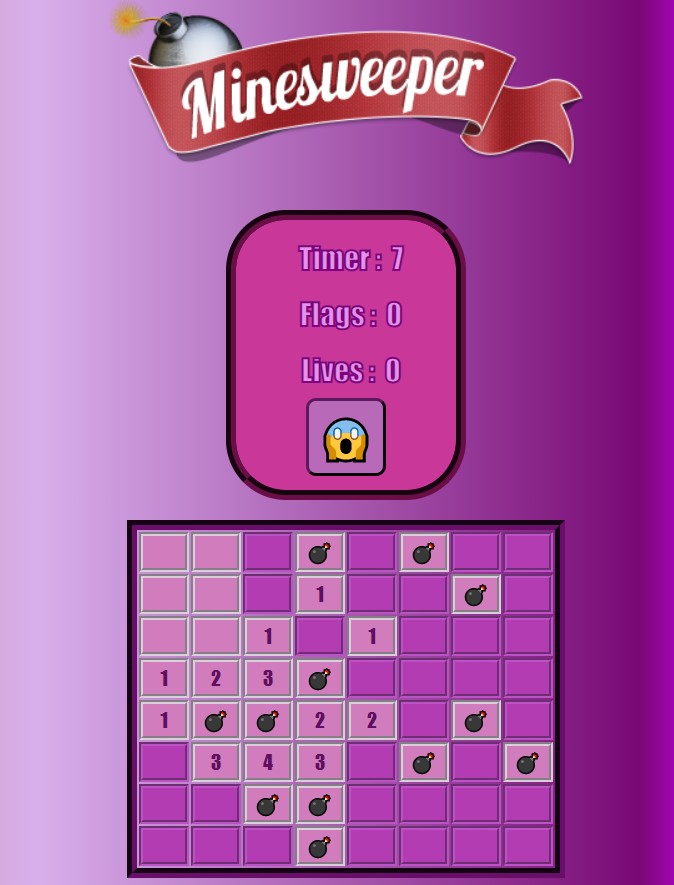 Minesweeper
Timer : 7
Flags : 0
Lives : 0
1
1 1
1 2 3
1 2 2
3 4 3